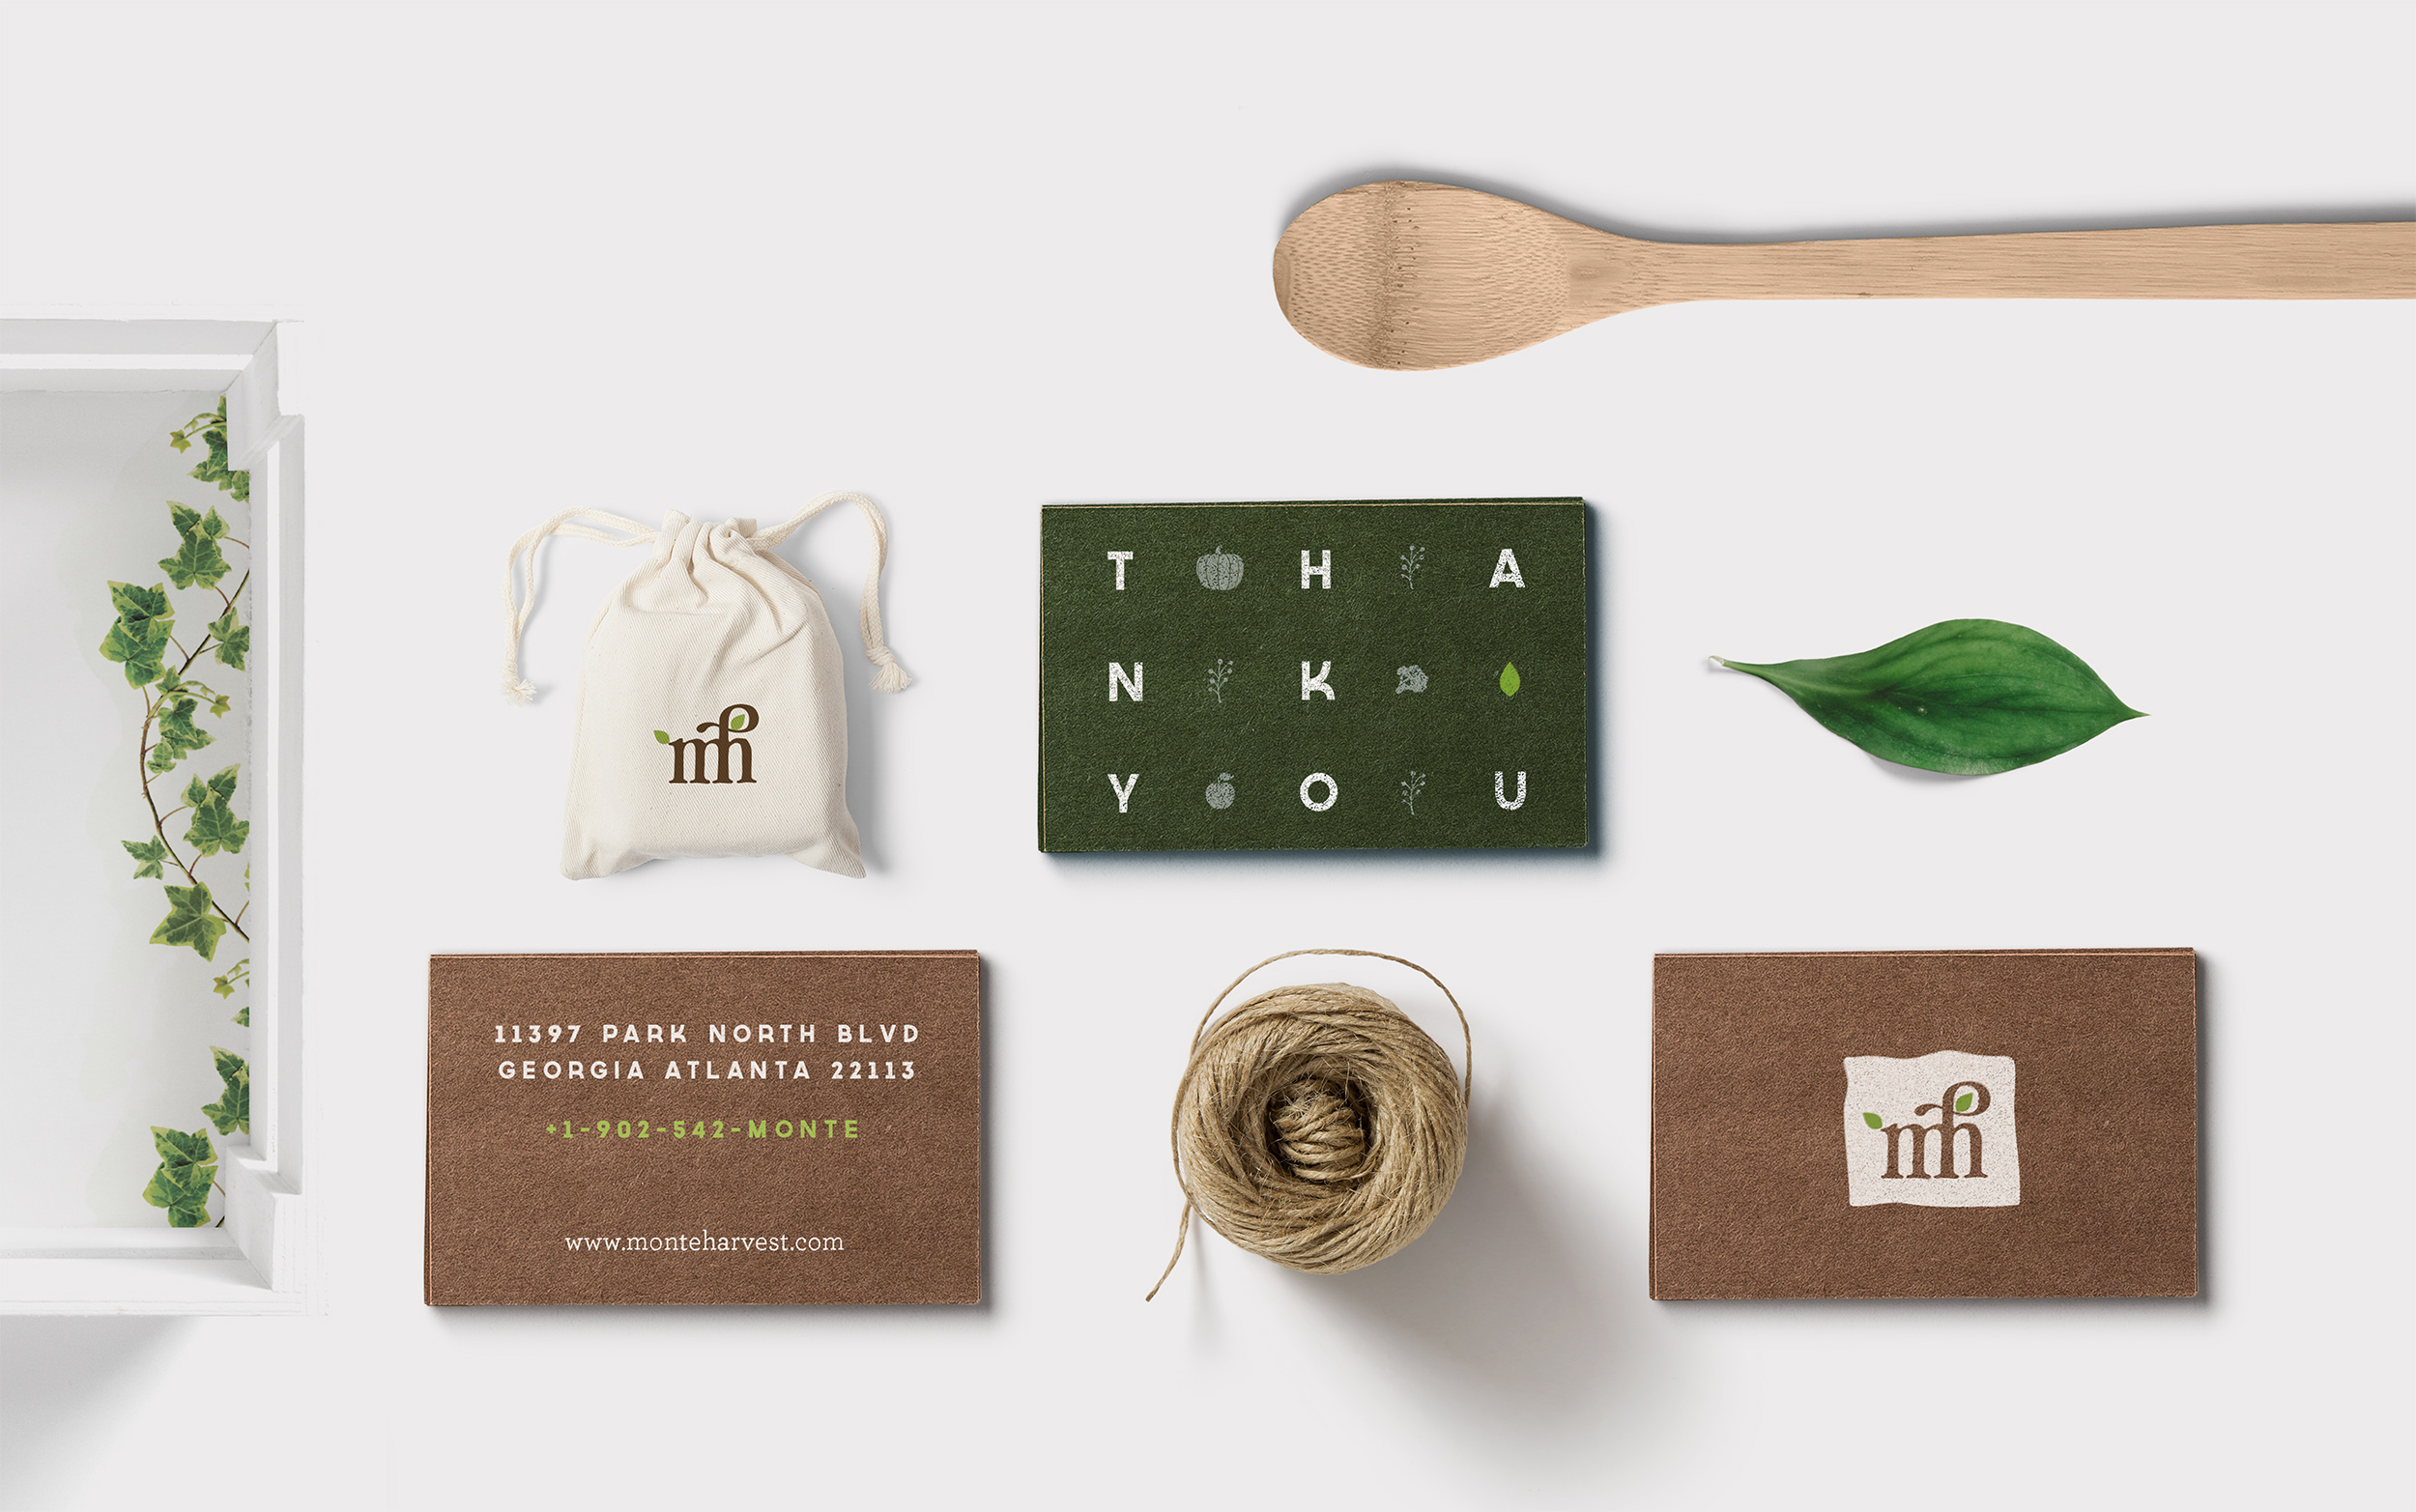 mh
T H A
N K
Y O U
11397 PARK NORTH BLVD
GEORGIA ATLANTA 22113
+1-902-542-MONTE
www.monteharvest.com
mh